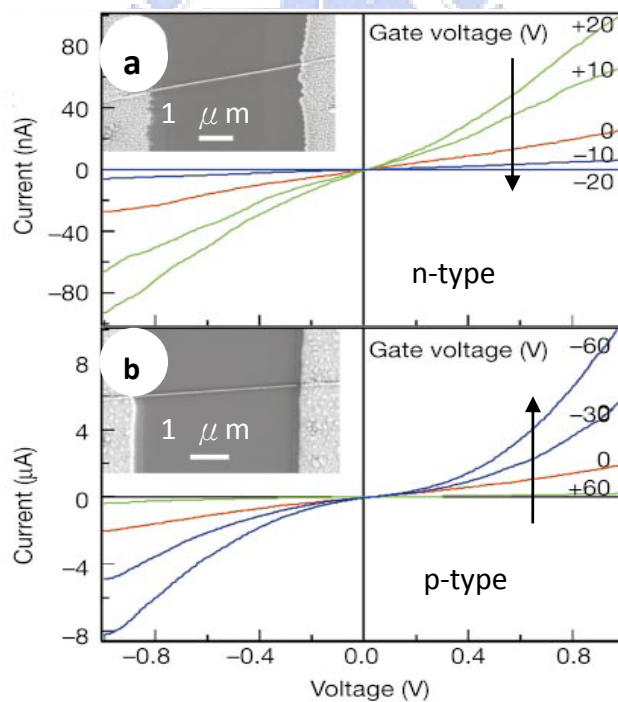 a
1 μm
Gate voltage (V)
+20
+10
0
−10
−20
n-type
80
40
0
−40
−80
Current (nA)
b
1 μm
Gate voltage (V)
−60
−30
0
+60
p-type
8
4
0
−4
−8
Current (μA)
−0.8
−0.4
0.0
0.4
0.8
Voltage (V)